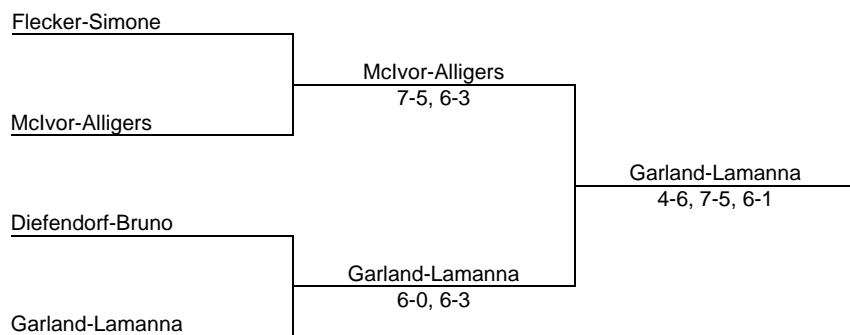 Flecker-Simone
McIvor-Alligers
7-5, 6-3
McIvor-Alligers
Garland-Lamanna
4-6, 7-5, 6-1
Diefendorf-Bruno
Garland-Lamanna
6-0, 6-3
Garland-Lamanna